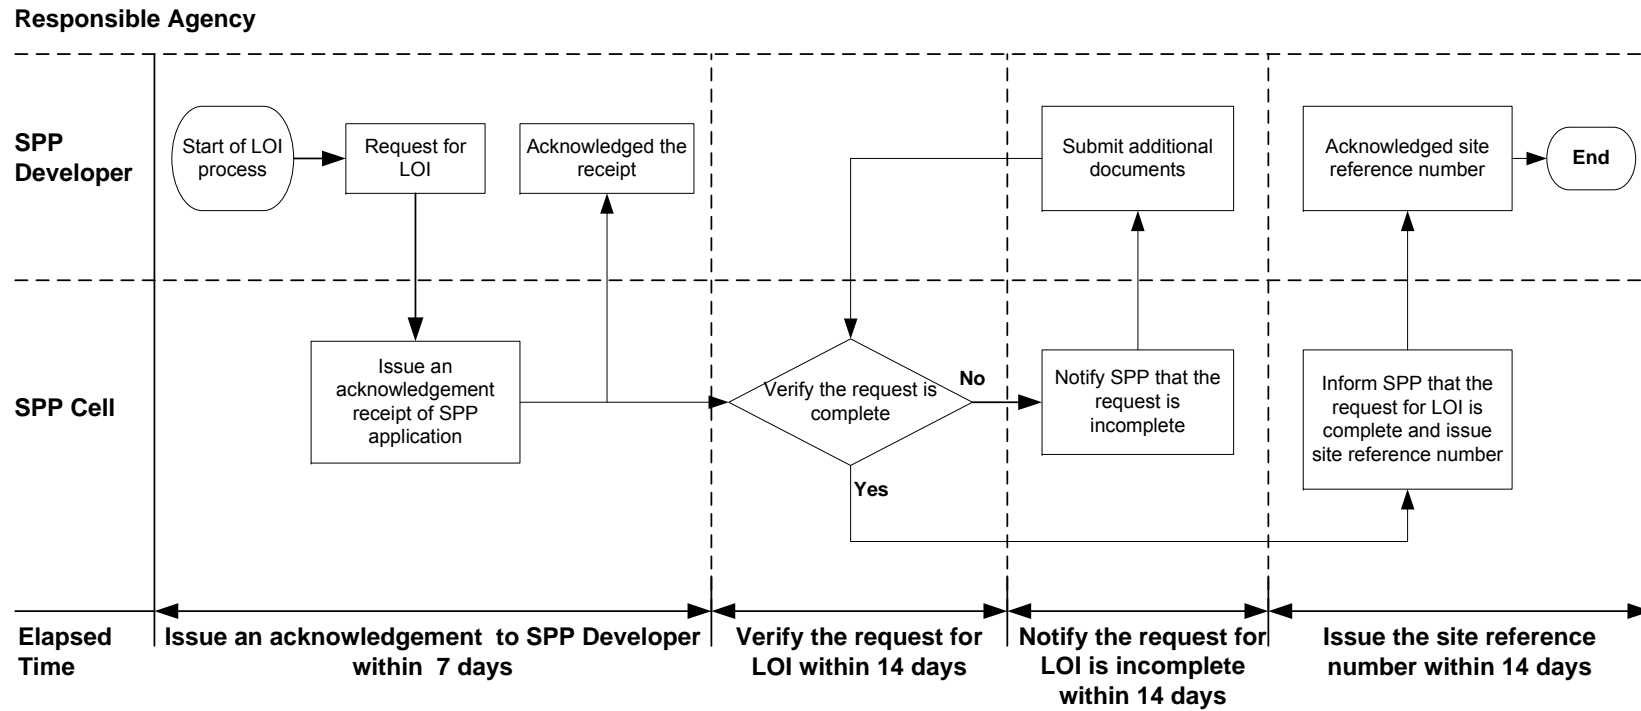 Responsible Agency
SPP
Developer
Start of LOI
process
Request for
LOI
Acknowledged the
receipt
Submit additional
documents
Acknowledged site
reference number
End
SPP Cell
Issue an
acknowledgement
receipt of SPP
application
Verify the request is
complete
No
Yes
Notify SPP that the
request is
incomplete
Inform SPP that the
request for LOI is
complete and issue
site reference number
Elapsed
Time
Issue an acknowledgement  to SPP Developer
within  7 days
Verify the request for
LOI within 14 days
Notify the request for
LOI is incomplete
within 14 days
Issue the site reference
number within 14 days